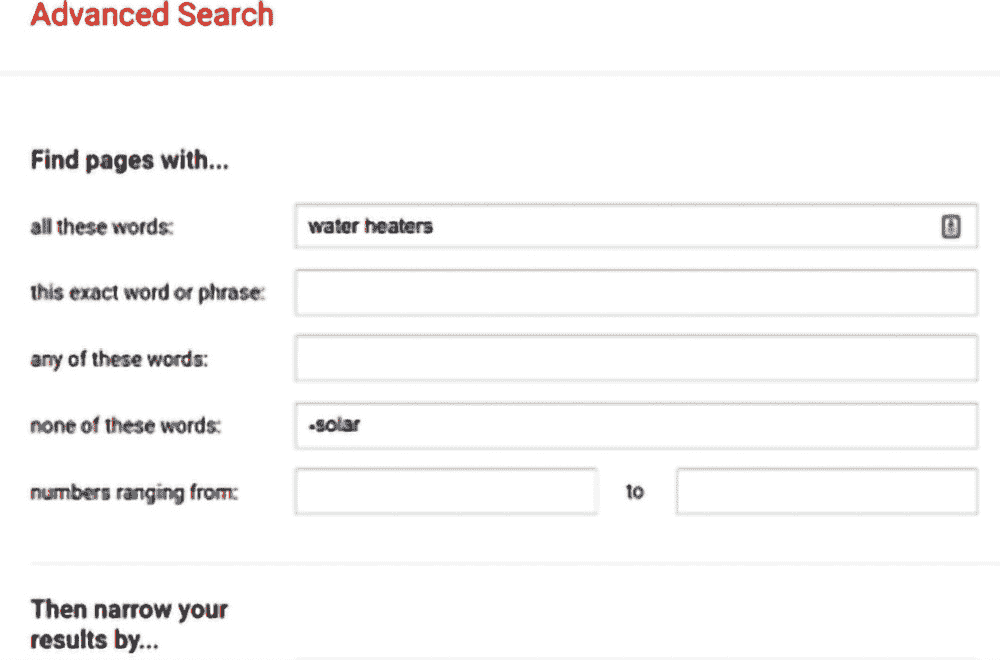 Advanced Search
Find pages with...
all these words: water heaters
this exact word or phrase:
any of these words:
none of these words: -solar
numbers ranging from: to
Then narrow your
results by...